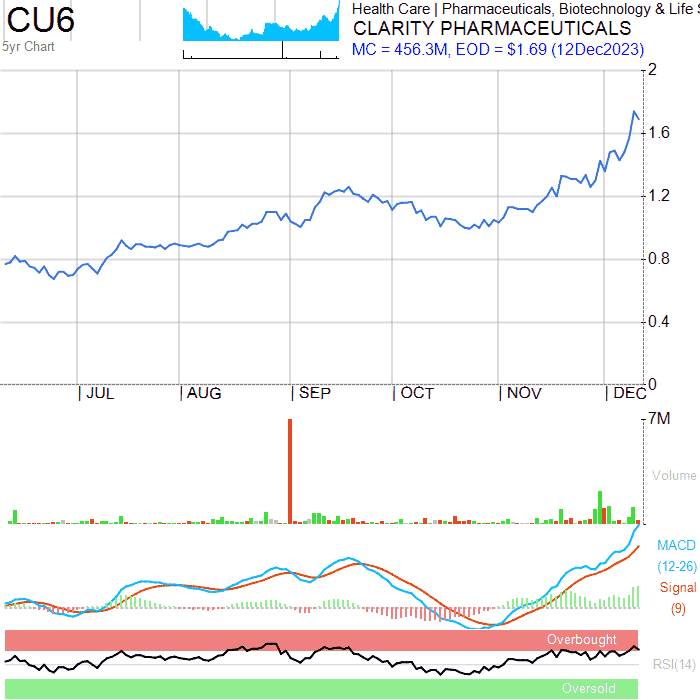 CU6
5yr Chart
Health Care | Pharmaceuticals, Biotechnology & Life S
CLARITY PHARMACEUTICALS
MC = 456.3M, EOD = $1.69 (12Dec2023)
2
1.6
1.2
0.8
0.4
0
| JUL | AUG | SEP | OCT | NOV | DEC
7M
Volume
MACD
(12-26)
Signal
(9)
Overbought
RSI(14)
Oversold